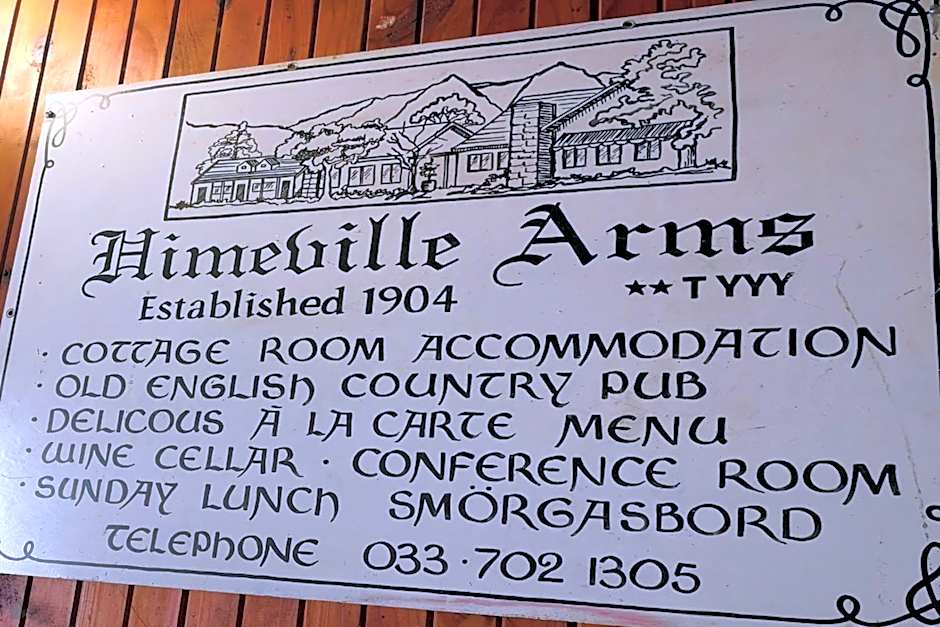 Himeville Arms
Established 1904 ★★ T YYY
· COTTAGE ROOM ACCOMMODATION
· OLD ENGLISH COUNTRY PUB
· DELICOUS À LA CARTE MENU
· WINE CELLAR · CONFERENCE ROOM
· SUNDAY LUNCH SMÖRGASBORD
TELEPHONE 033·702 1305